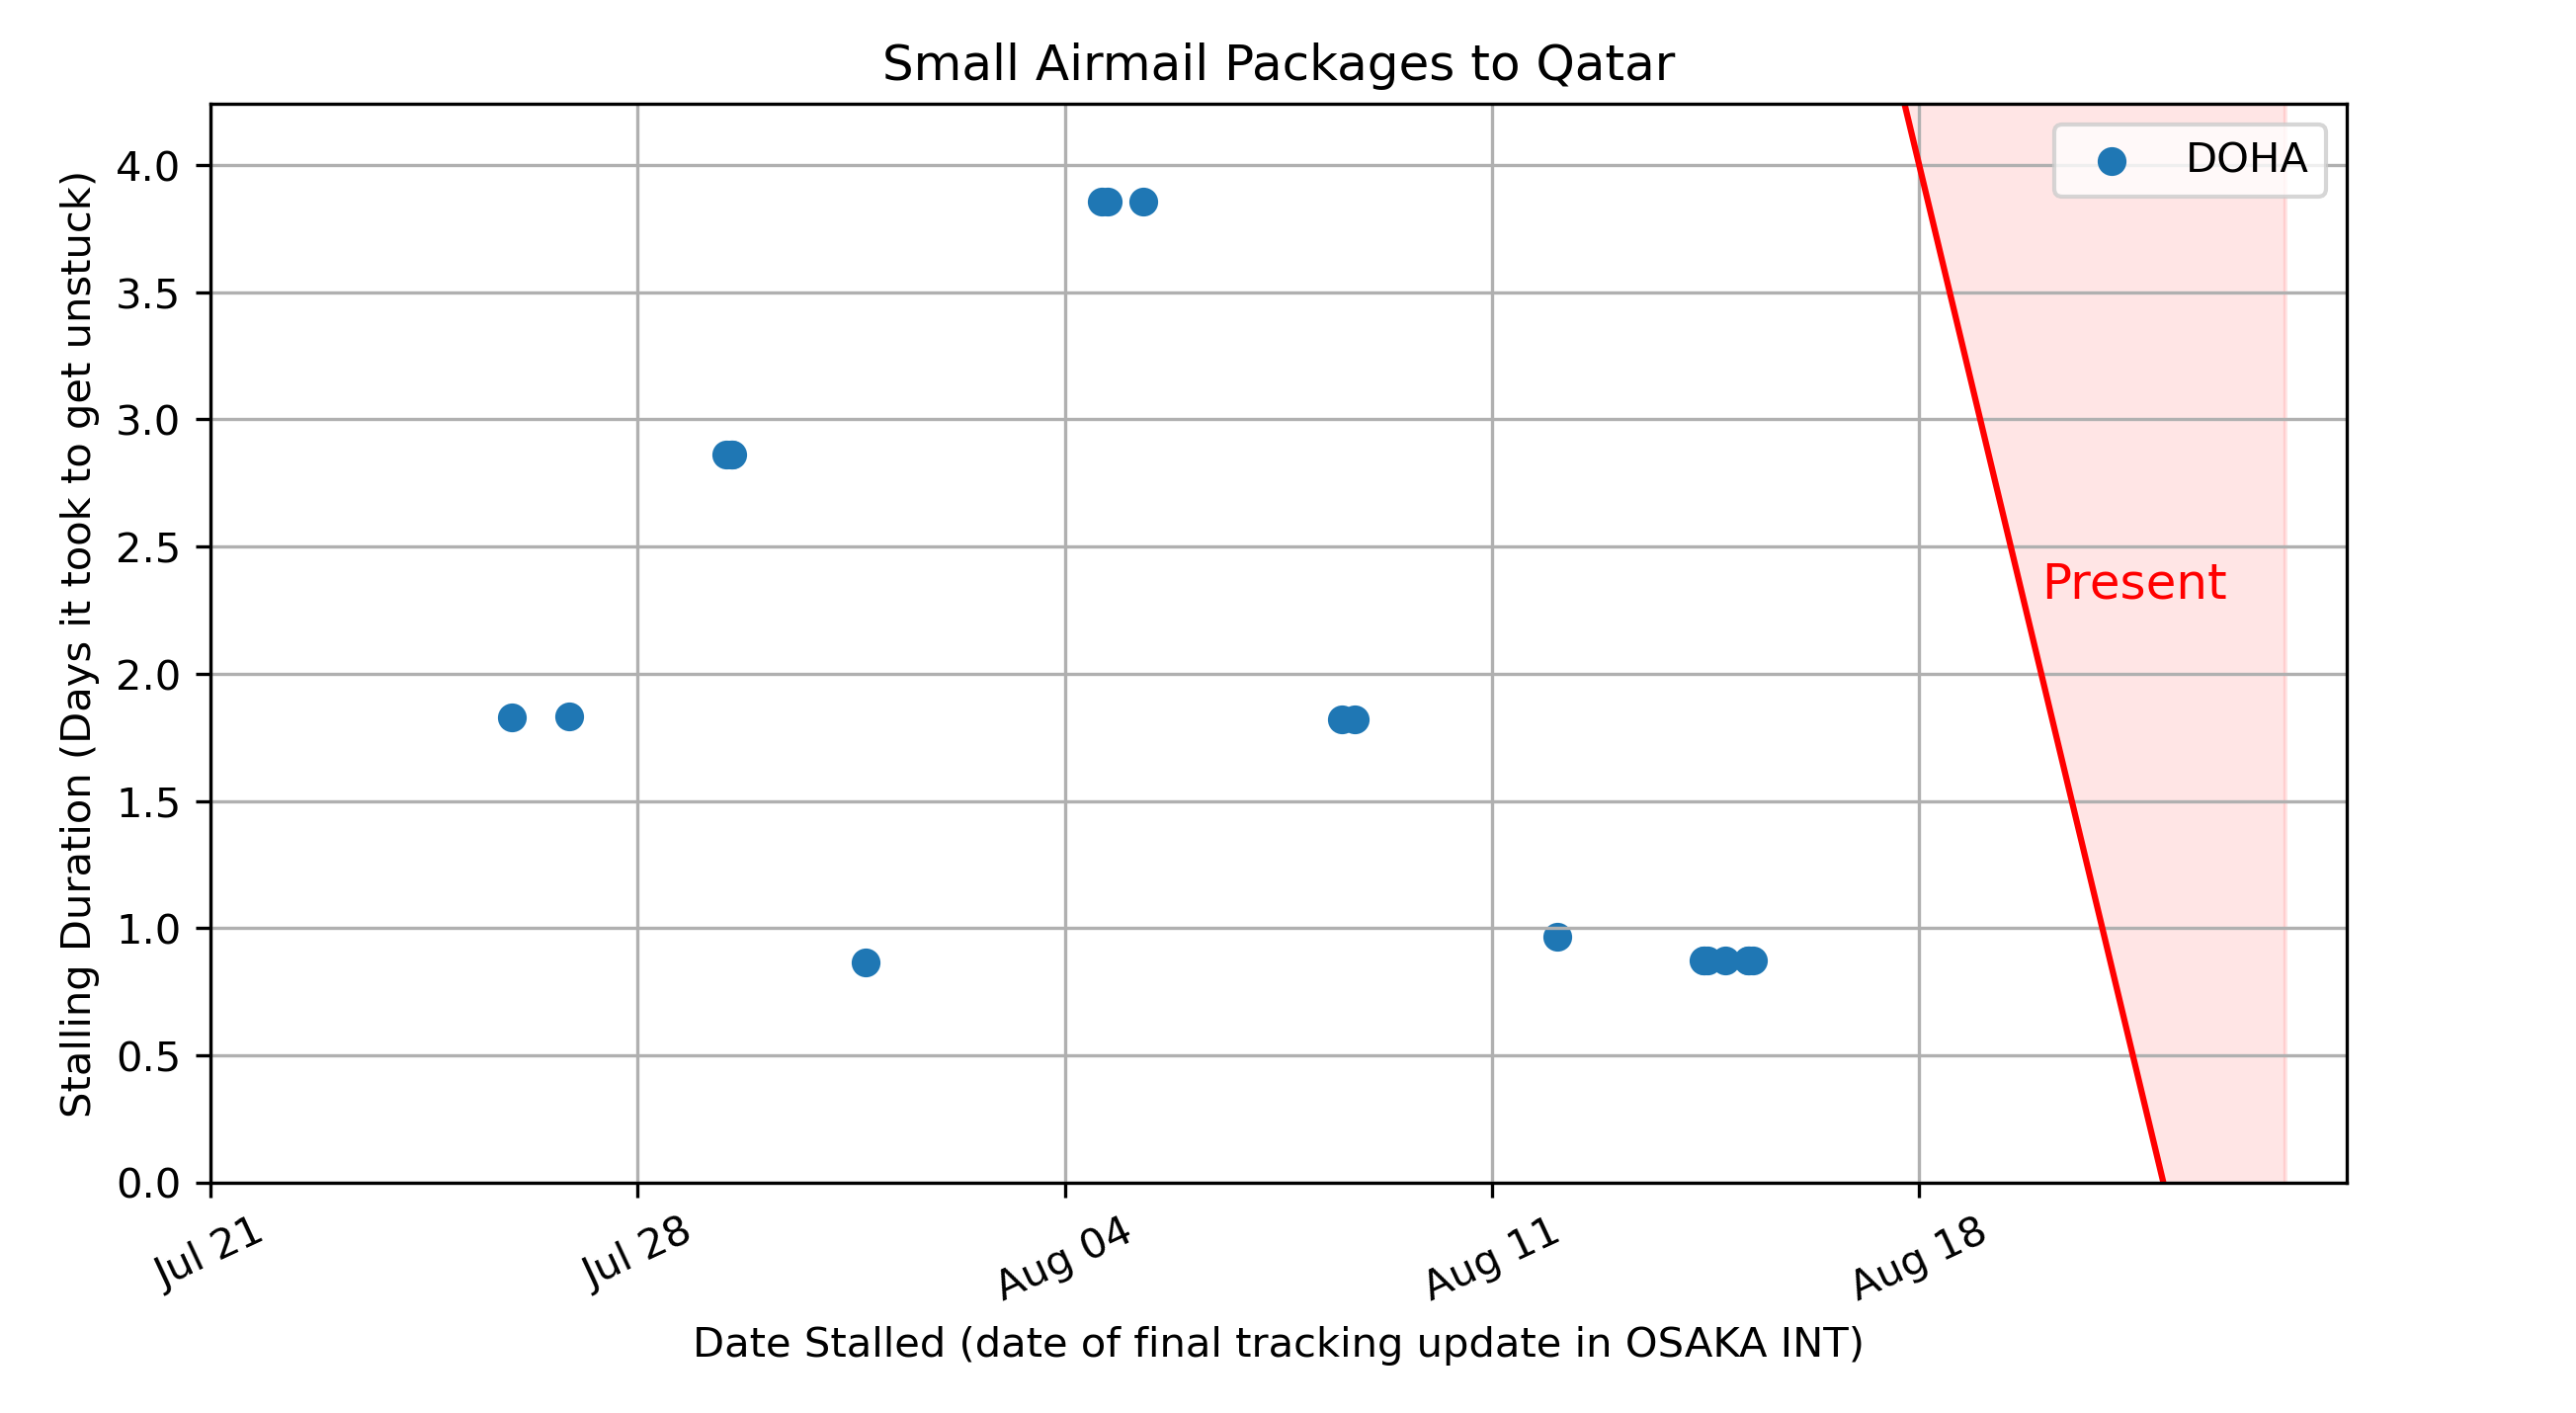 Small Airmail Packages to Qatar
DOHA
Present
Stalling Duration (Days it took to get unstuck)
4.0
3.5
3.0
2.5
2.0
1.5
1.0
0.5
0.0
Jul 21
Jul 28
Aug 04
Aug 11
Aug 18
Date Stalled (date of final tracking update in OSAKA INT)